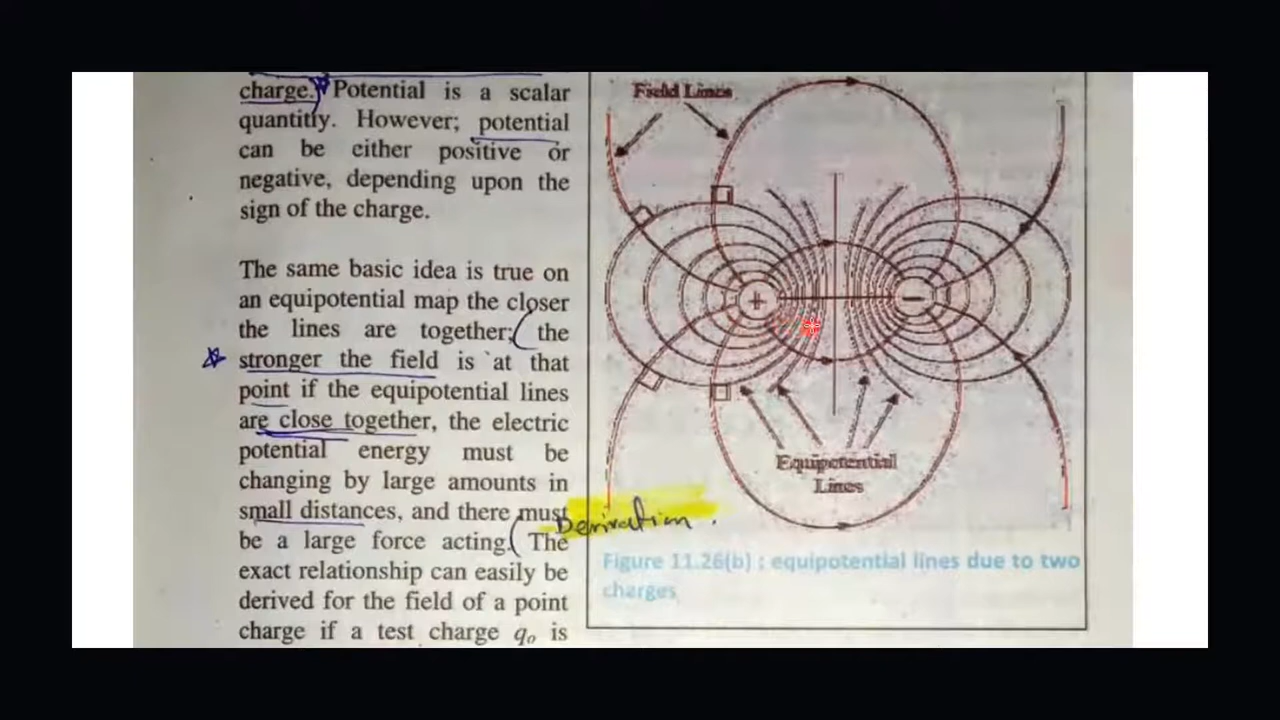 charge. Potential is a scalar
quantity. However; potential
can be either positive or
negative, depending upon the
sign of the charge.
The same basic idea is true on
an equipotential map the closer
the lines are together; the
stronger the field is at that
point if the equipotential lines
are close together, the electric
potential energy must be
changing by large amounts in
small distances, and there must
be a large force acting. The
exact relationship can easily be
derived for the field of a point
charge if a test charge qₒ is
Derivation.
Field Lines
+
−
Equipotential
Lines
Figure 11.26(b) : equipotential lines due to two
charges